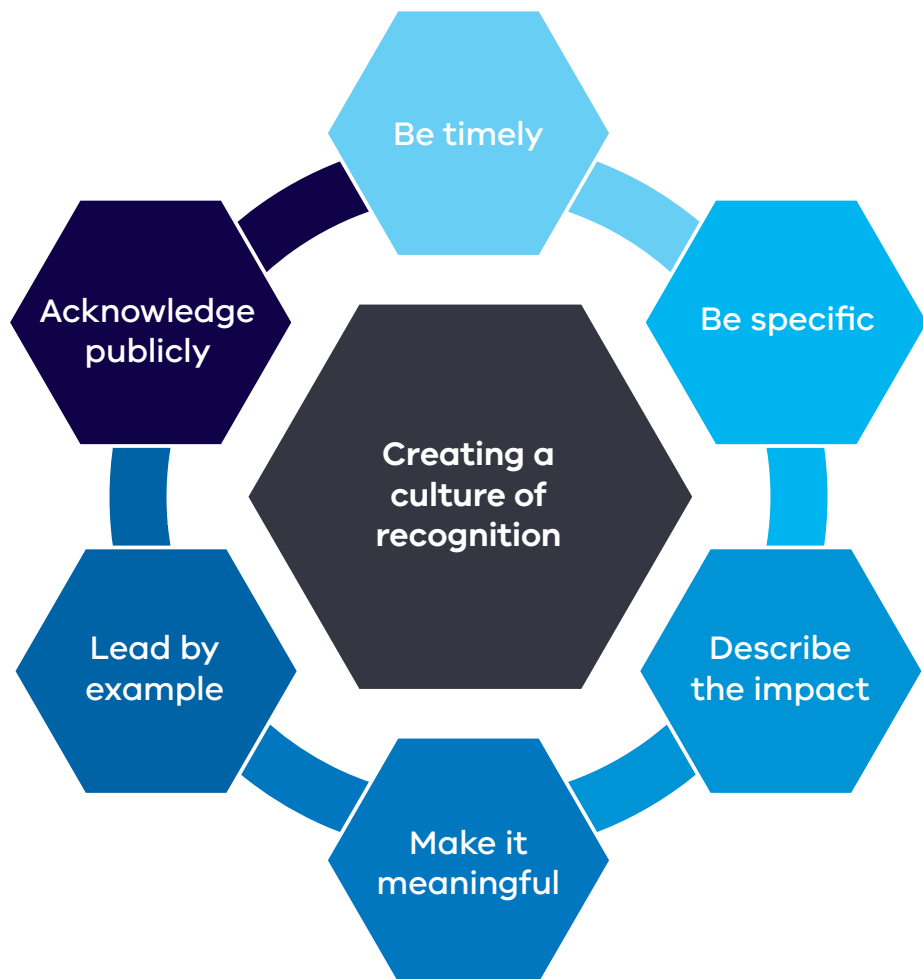 Be timely
Be specific
Describe
the impact
Make it
meaningful
Lead by
example
Acknowledge
publicly
Creating a
culture of
recognition